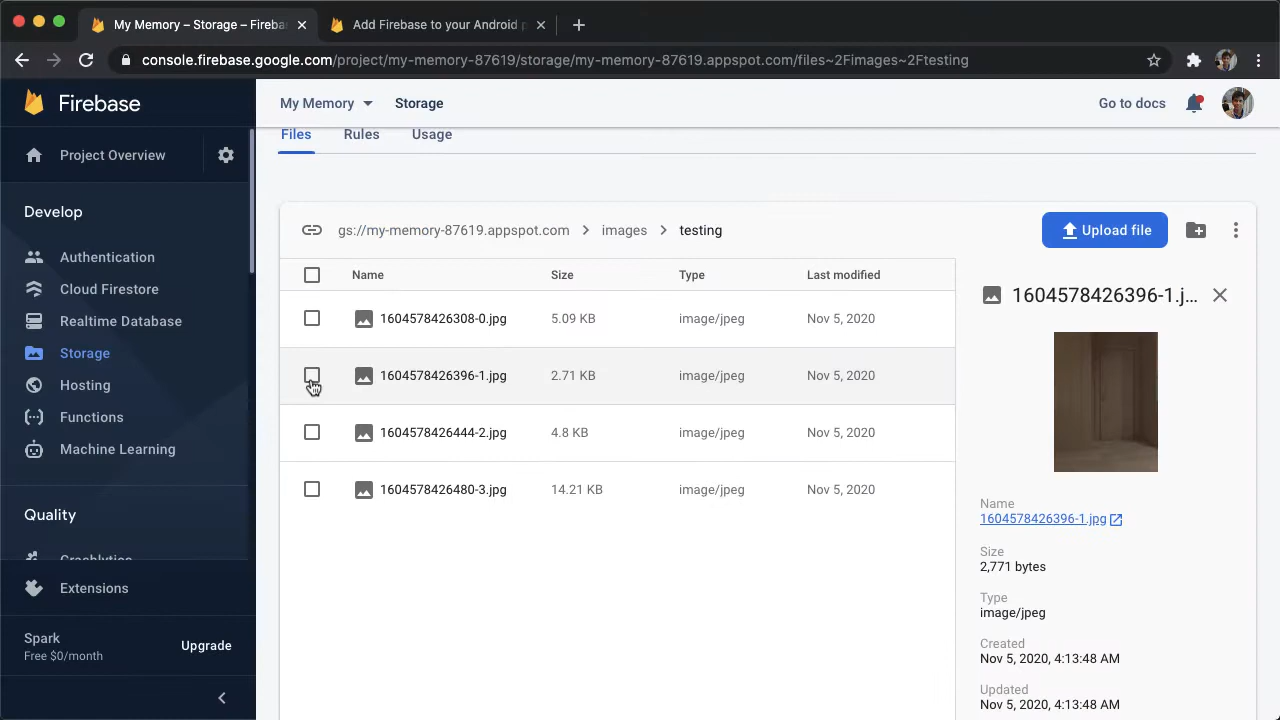 My Memory – Storage – Fireba
Add Firebase to your Android p
console.firebase.google.com/project/my-memory-87619/storage/my-memory-87619.appspot.com/files~2Fimages~2Ftesting
Firebase
My Memory
Storage
Go to docs
Files
Rules
Usage
Project Overview
Develop
Authentication
Cloud Firestore
Realtime Database
Storage
Hosting
Functions
Machine Learning
Quality
Crashlytics
Extensions
Spark
Free $0/month
Upgrade
gs://my-memory-87619.appspot.com
images
testing
Upload file
Name Size Type Last modified
1604578426308-0.jpg 5.09 KB image/jpeg Nov 5, 2020
1604578426396-1.jpg 2.71 KB image/jpeg Nov 5, 2020
1604578426444-2.jpg 4.8 KB image/jpeg Nov 5, 2020
1604578426480-3.jpg 14.21 KB image/jpeg Nov 5, 2020
1604578426396-1.j...
Name
1604578426396-1.jpg
Size
2,771 bytes
Type
image/jpeg
Created
Nov 5, 2020, 4:13:48 AM
Updated
Nov 5, 2020, 4:13:48 AM